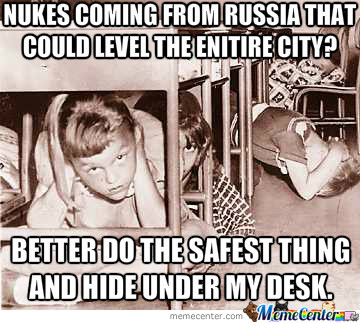 NUKES COMING FROM RUSSIA THAT
COULD LEVEL THE ENITIRE CITY?
BETTER DO THE SAFEST THING
AND HIDE UNDER MY DESK.
memecenter.com MemeCenter